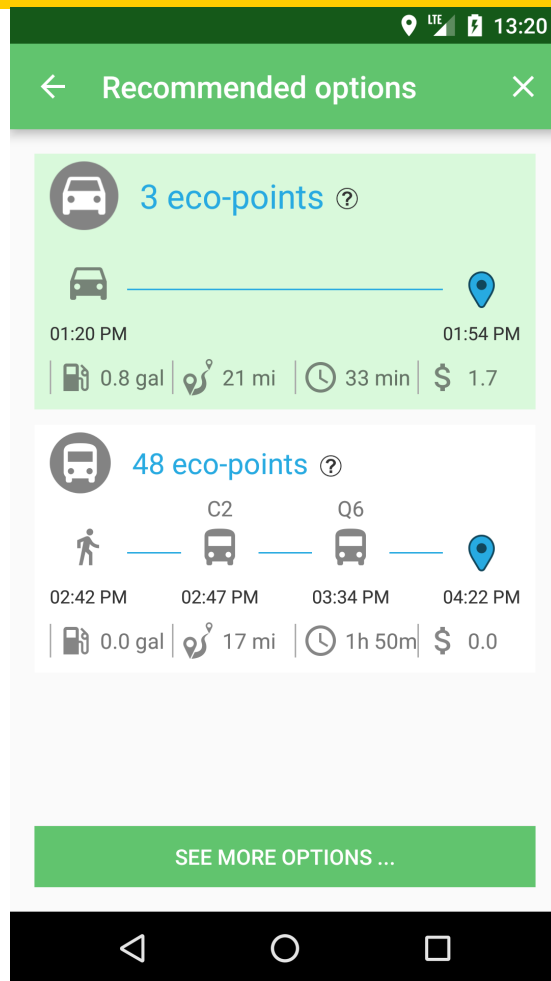 LTE 13:20
Recommended options
3 eco-points ?
01:20 PM 01:54 PM
0.8 gal 21 mi 33 min $ 1.7
48 eco-points ?
C2 Q6
02:42 PM 02:47 PM 03:34 PM 04:22 PM
0.0 gal 17 mi 1h 50m $ 0.0
SEE MORE OPTIONS ...